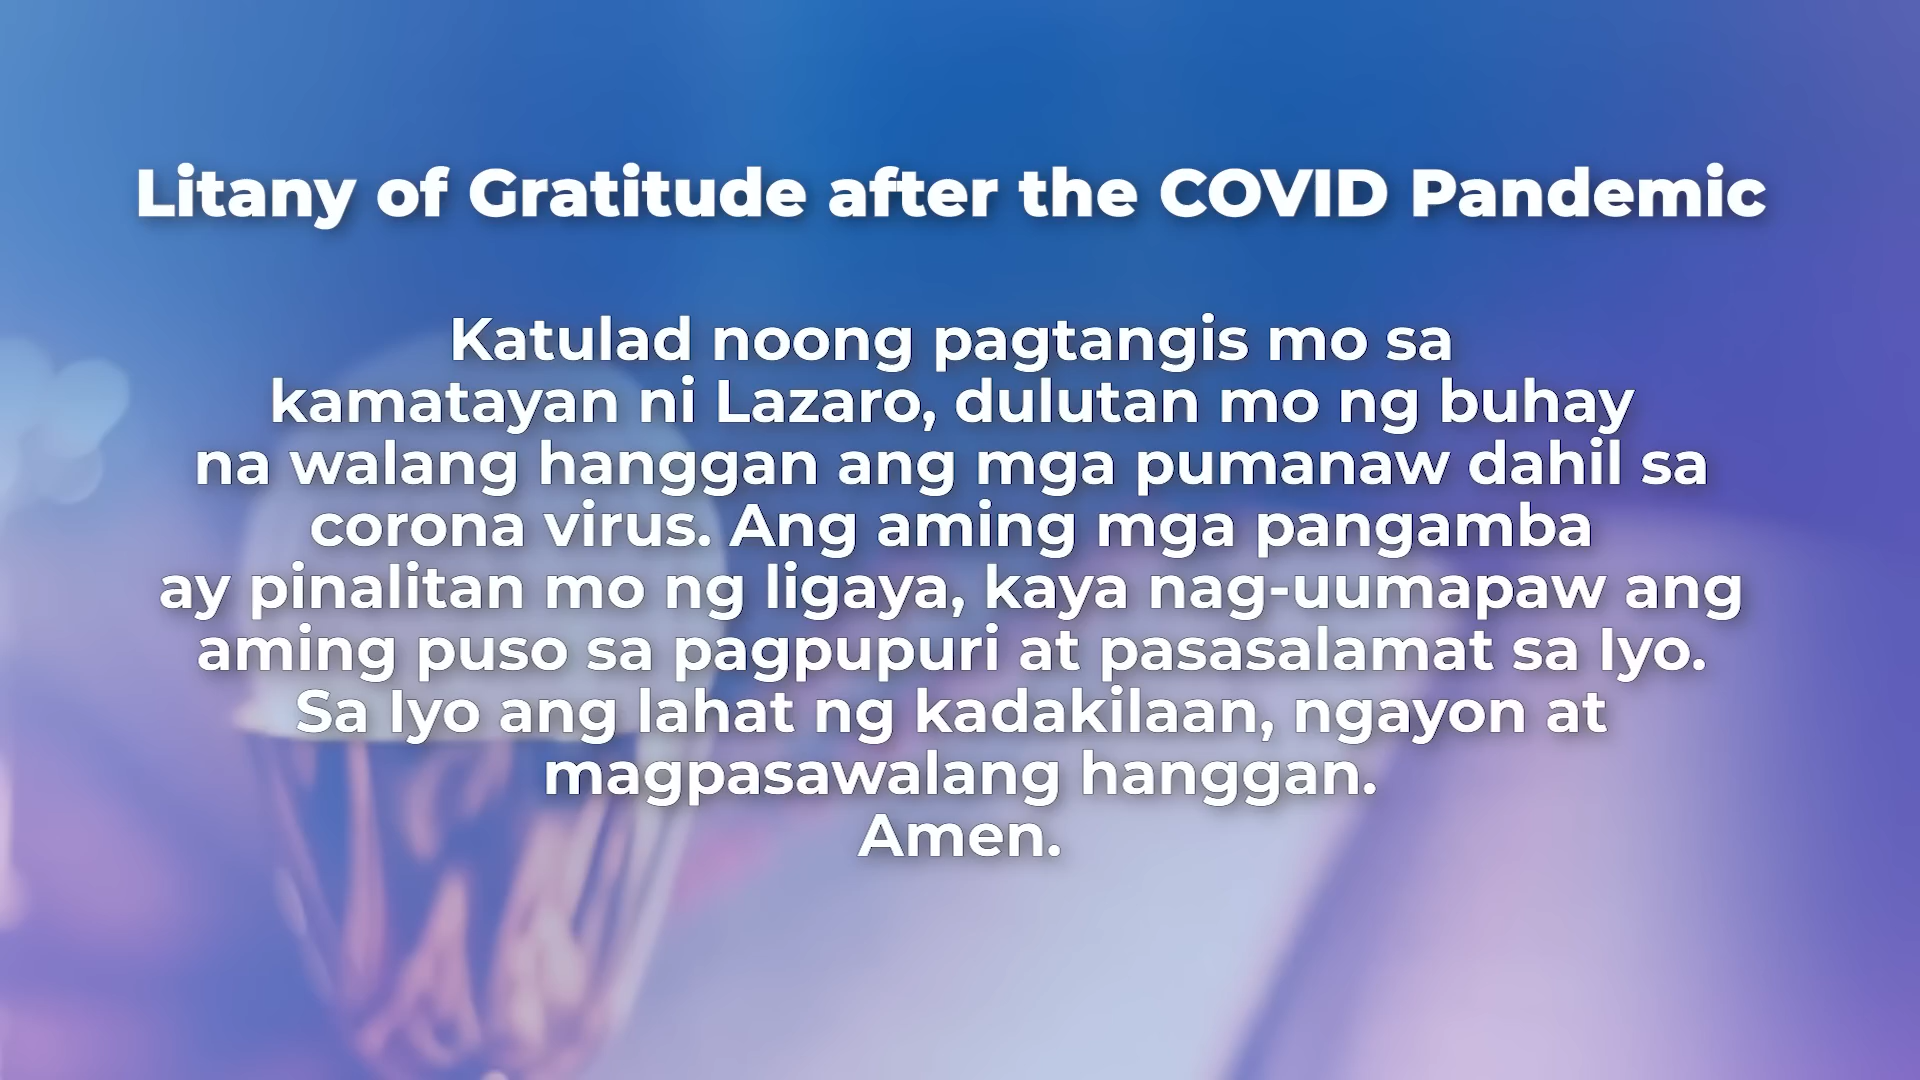 Litany of Gratitude after the COVID Pandemic
Katulad noong pagtangis mo sa
kamatayan ni Lazaro, dulutan mo ng buhay
na walang hanggan ang mga pumanaw dahil sa
corona virus. Ang aming mga pangamba
ay pinalitan mo ng ligaya, kaya nag-uumapaw ang
aming puso sa pagpupuri at pasasalamat sa Iyo.
Sa Iyo ang lahat ng kadakilaan, ngayon at
magpasawalang hanggan.
Amen.